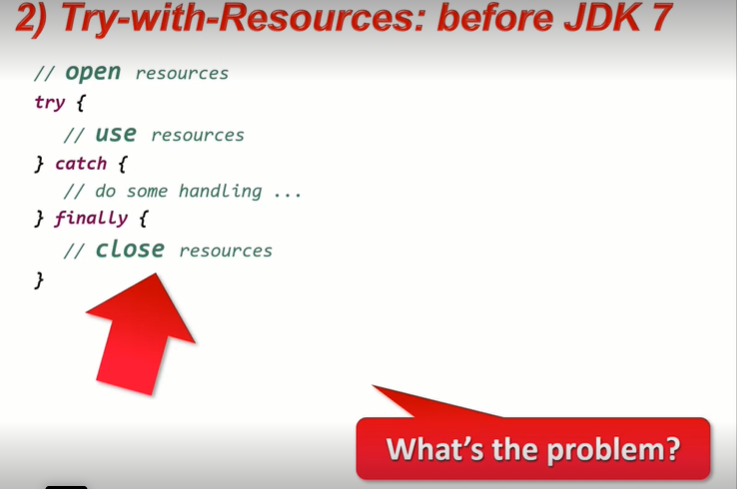 2) Try-with-Resources: before JDK 7
// open resources
try {
// use resources
} catch {
// do some handling ...
} finally {
// close resources
}
What's the problem?